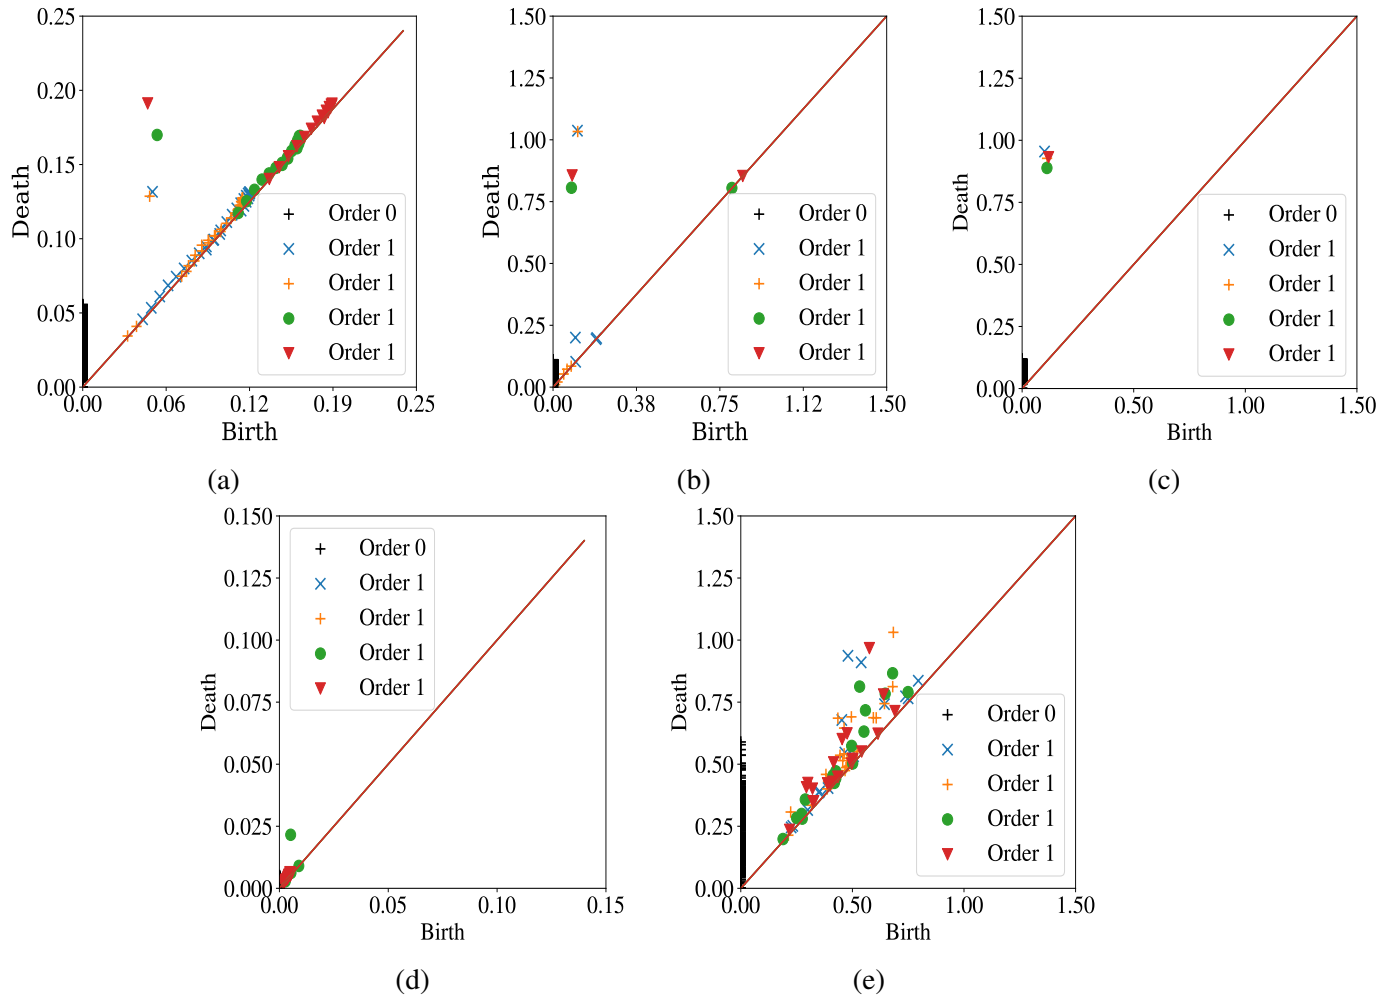 0.25
0.20
0.15
0.10
0.05
0.00
Death
0.00 0.06 0.12 0.19 0.25
Birth
Order 0
Order 1
Order 1
Order 1
Order 1
(a)
1.50
1.25
1.00
0.75
0.50
0.25
0.00
Death
0.00 0.38 0.75 1.12 1.50
Birth
Order 0
Order 1
Order 1
Order 1
Order 1
(b)
1.50
1.25
1.00
0.75
0.50
0.25
0.00
Death
0.00 0.50 1.00 1.50
Birth
Order 0
Order 1
Order 1
Order 1
Order 1
(c)
0.150
0.125
0.100
0.075
0.050
0.025
0.000
Death
0.00 0.05 0.10 0.15
Birth
Order 0
Order 1
Order 1
Order 1
Order 1
(d)
1.50
1.25
1.00
0.75
0.50
0.25
0.00
Death
0.00 0.50 1.00 1.50
Birth
Order 0
Order 1
Order 1
Order 1
Order 1
(e)